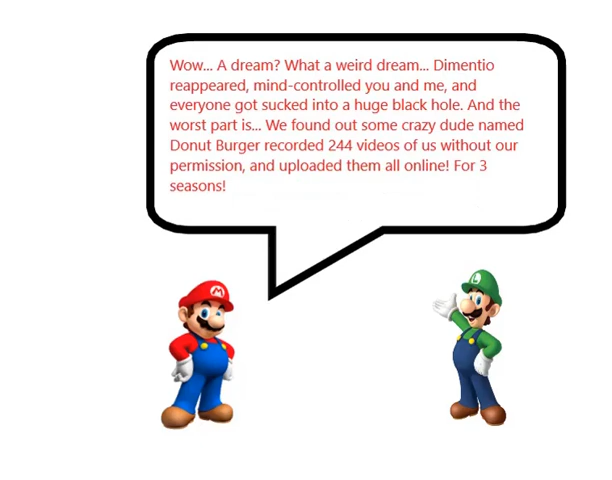 Wow... A dream? What a weird dream... Dimentio
reappeared, mind-controlled you and me, and
everyone got sucked into a huge black hole. And the
worst part is... We found out some crazy dude named
Donut Burger recorded 244 videos of us without our
permission, and uploaded them all online! For 3
seasons!
M
L